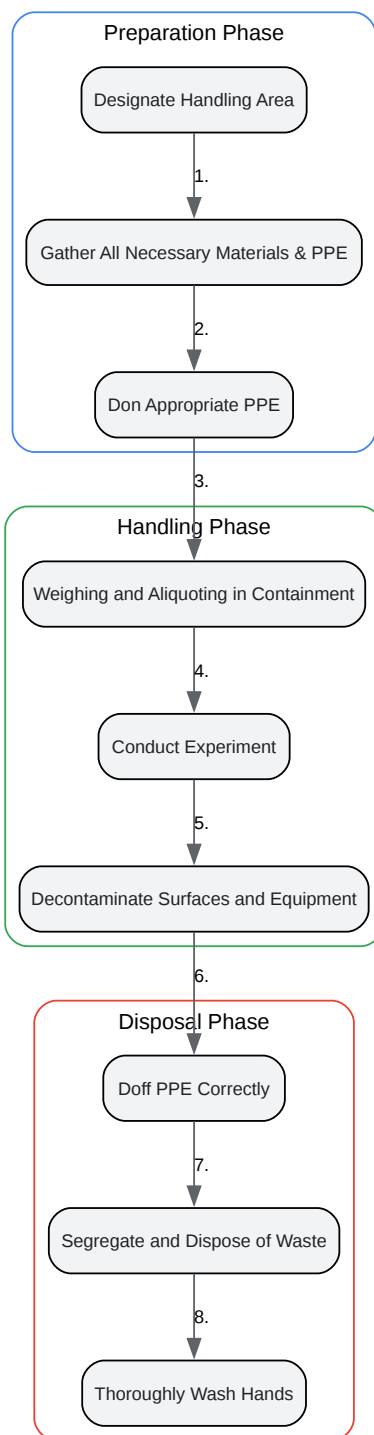 Preparation Phase
Designate Handling Area
1.
Gather All Necessary Materials & PPE
2.
Don Appropriate PPE
3.
Handling Phase
Weighing and Aliquoting in Containment
4.
Conduct Experiment
5.
Decontaminate Surfaces and Equipment
6.
Disposal Phase
Doff PPE Correctly
7.
Segregate and Dispose of Waste
8.
Thoroughly Wash Hands